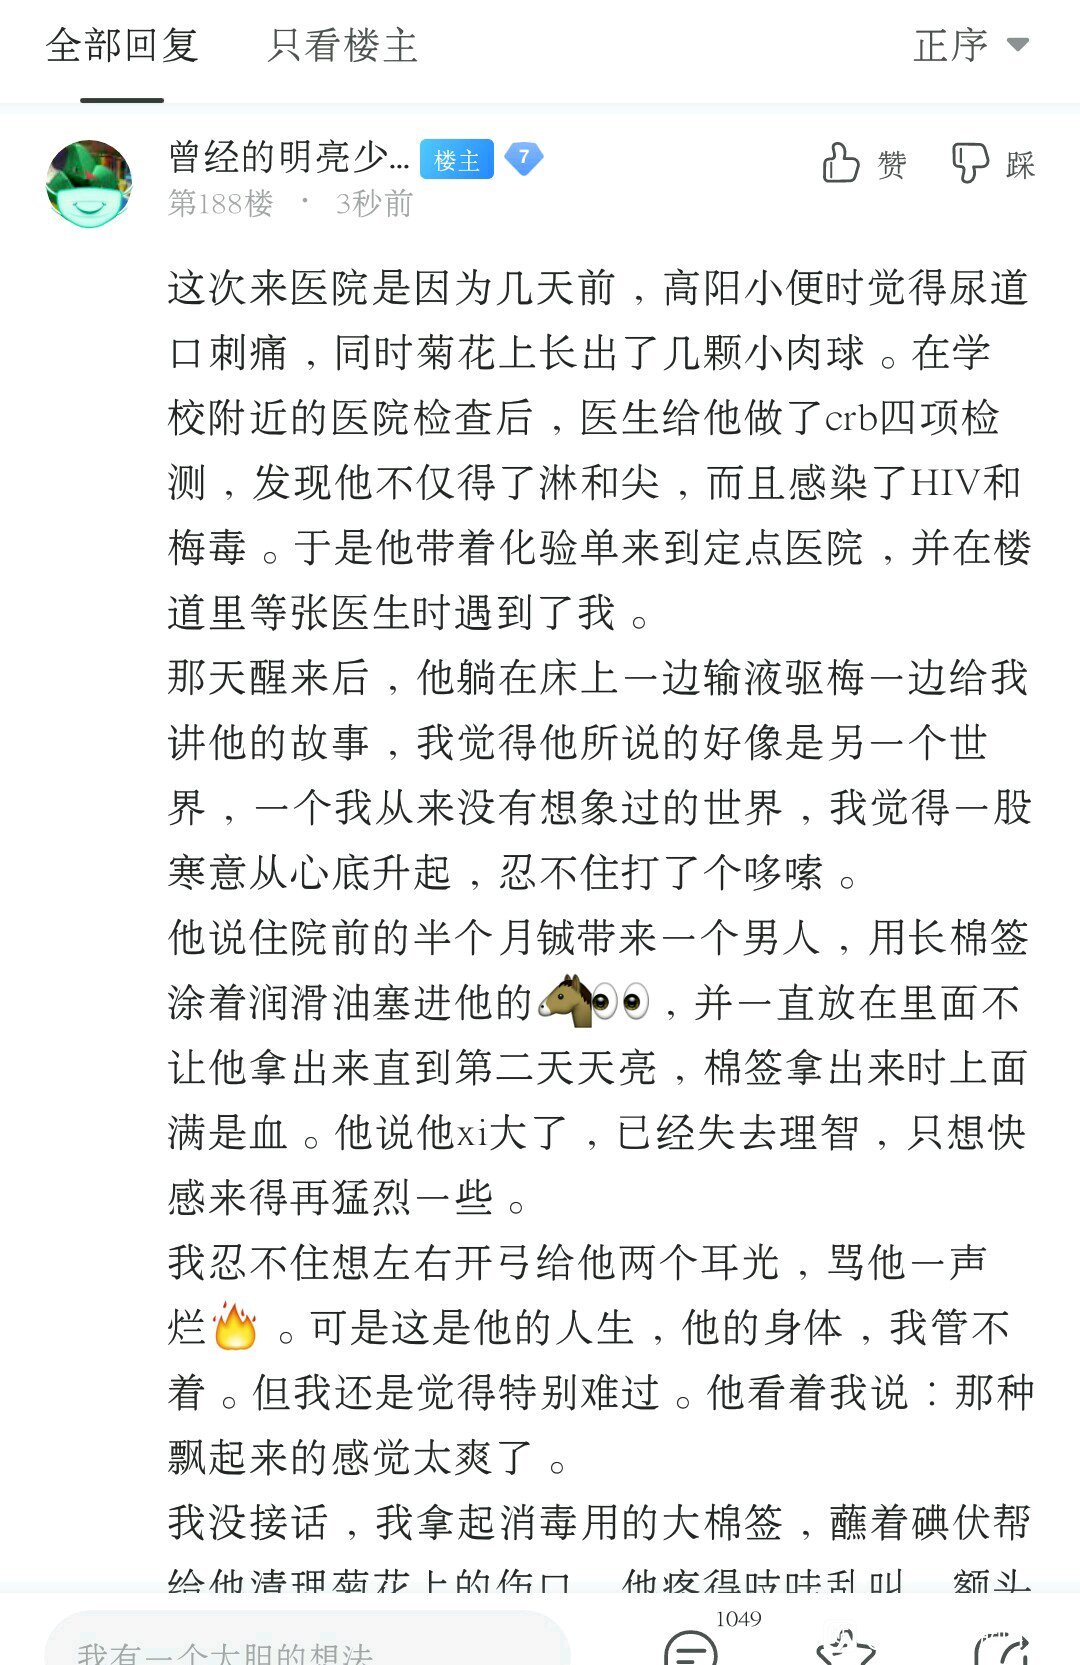 全部回复 只看楼主 正序
曾经的明亮少... 楼主 7 赞 踩
第188楼 · 3秒前
这次来医院是因为几天前，高阳小便时觉得尿道
口刺痛，同时菊花上长出了几颗小肉球。在学
校附近的医院检查后，医生给他做了crb四项检
测，发现他不仅得了淋和尖，而且感染了HIV和
梅毒。于是他带着化验单来到定点医院，并在楼
道里等张医生时遇到了我。
那天醒来后，他躺在床上一边输液驱梅一边给我
讲他的故事，我觉得他所说的好像是另一个世
界，一个我从来没有想象过的世界，我觉得一股
寒意从心底升起，忍不住打了个哆嗦。
他说住院前的半个月铖带来一个男人，用长棉签
涂着润滑油塞进他的🐴👀，并一直放在里面不
让他拿出来直到第二天天亮，棉签拿出来时上面
满是血。他说他xi大了，已经失去理智，只想快
感来得再猛烈一些。
我忍不住想左右开弓给他两个耳光，骂他一声
烂🔥。可是这是他的人生，他的身体，我管不
着。但我还是觉得特别难过。他看着我说：那种
飘起来的感觉太爽了。
我没接话，我拿起消毒用的大棉签，蘸着碘伏帮
给他清理菊花上的伤口，他疼得吱哇乱叫，额头
1049
我有一个大胆的想法